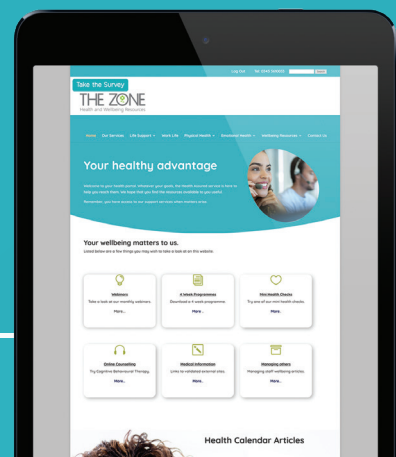 Log Out Tel: 0345
Take the Survey
THE ZONE
Health and Wellbeing Resources
Home Our Services Life Support Work Life Physical Health Emotional Health Wellbeing Resources Contact Us
Your healthy advantage
Welcome to your health portal. Whatever your goals, the health assured service is here to
help you reach them. We hope that you find the resources available to you useful.
Remember, you have access to our support services when matters arise.
Your wellbeing matters to us.
Listed below are a few things you may wish to take a look at on this website.
Webinars
Take a look at our monthly webinars.
More...
4 Week Programmes
Download a 4 week programme.
More...
Mini Health Checks
Try one of our mini health checks.
More...
Online Counselling
Try Cognitive Behavioural Therapy.
More...
Medical Information
Links to validated external sites.
More...
Managing others
Managing staff wellbeing articles.
More...
Health Calendar Articles